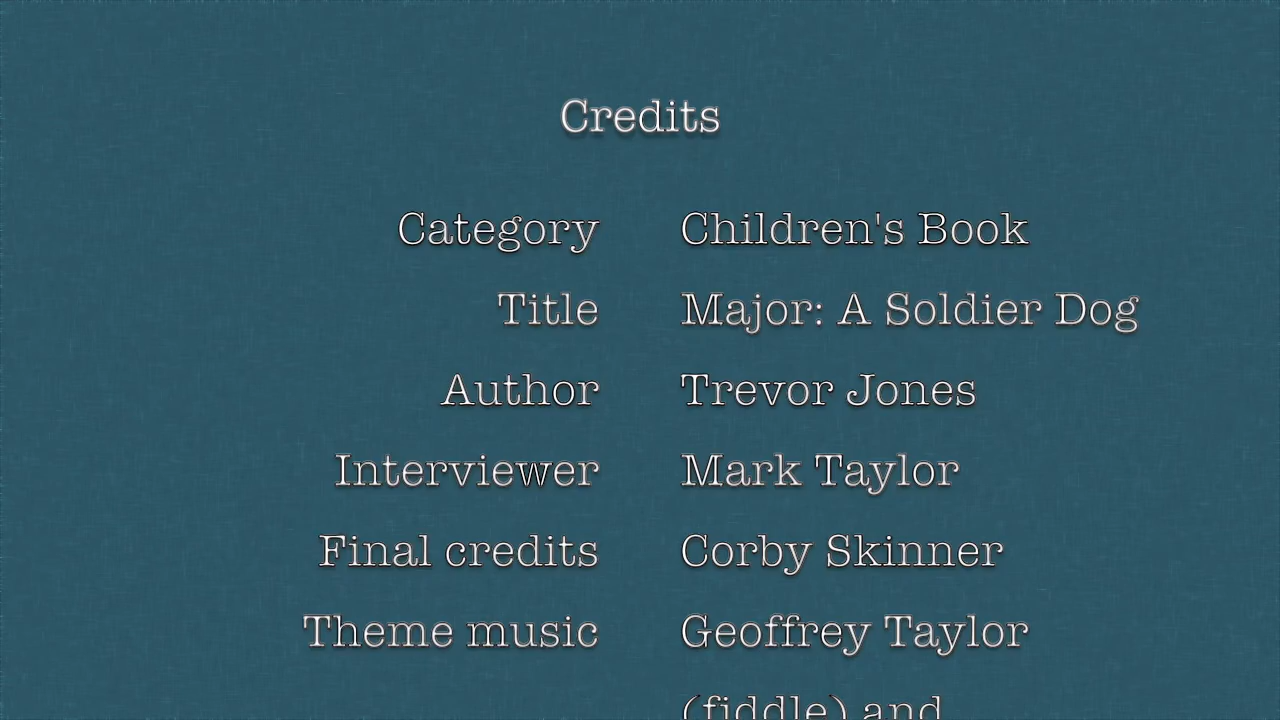 Credits
Category Children's Book
Title Major: A Soldier Dog
Author Trevor Jones
Interviewer Mark Taylor
Final credits Corby Skinner
Theme music Geoffrey Taylor
(fiddle) and